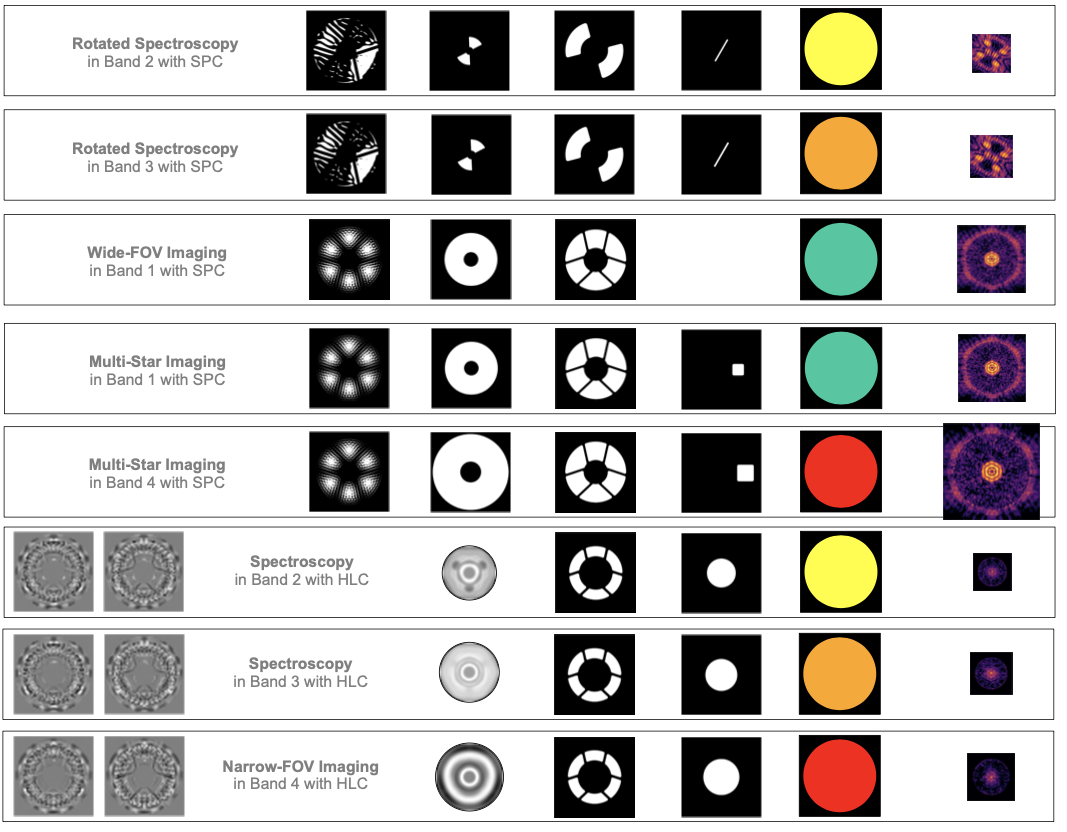 Rotated Spectroscopy
in Band 2 with SPC
Rotated Spectroscopy
in Band 3 with SPC
Wide-FOV Imaging
in Band 1 with SPC
Multi-Star Imaging
in Band 1 with SPC
Multi-Star Imaging
in Band 4 with SPC
Spectroscopy
in Band 2 with HLC
Spectroscopy
in Band 3 with HLC
Narrow-FOV Imaging
in Band 4 with HLC